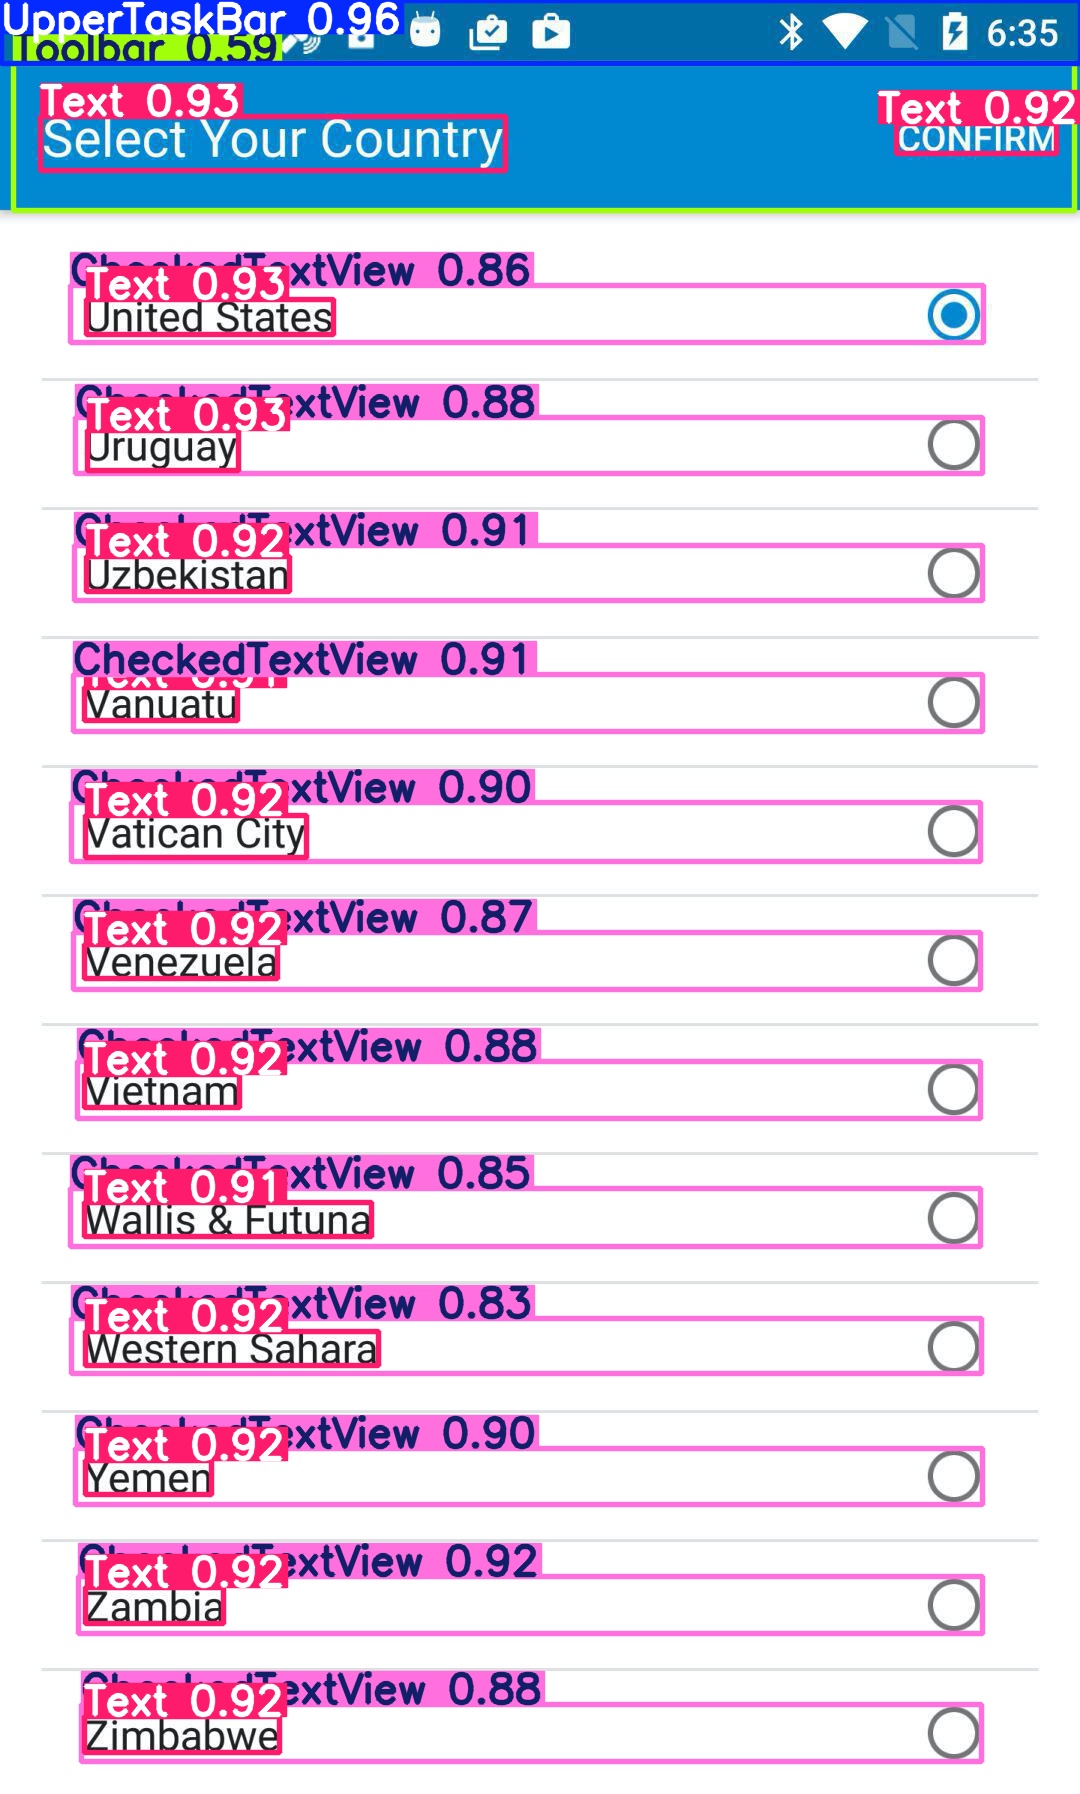 UpperTaskBar 0.96
Toolbar 0.59
6:35
Text 0.93
Text 0.92
Select Your Country
CONFIRM
CheckedTextView 0.86
Text 0.93
United States
CheckedTextView 0.88
Text 0.93
Uruguay
CheckedTextView 0.91
Text 0.92
Uzbekistan
CheckedTextView 0.91
Text 0.91
Vanuatu
CheckedTextView 0.90
Text 0.92
Vatican City
CheckedTextView 0.87
Text 0.92
Venezuela
CheckedTextView 0.88
Text 0.92
Vietnam
CheckedTextView 0.85
Text 0.91
Wallis & Futuna
CheckedTextView 0.83
Text 0.92
Western Sahara
CheckedTextView 0.90
Text 0.92
Yemen
CheckedTextView 0.92
Text 0.92
Zambia
CheckedTextView 0.88
Text 0.92
Zimbabwe